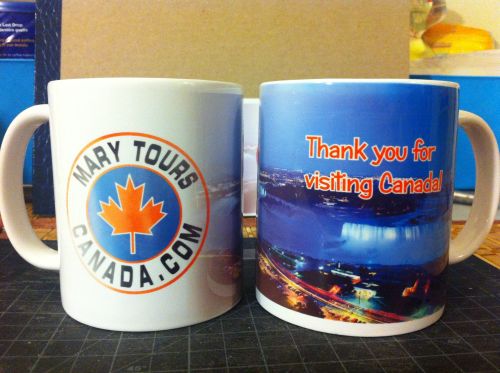 MARY TOURS
CANADA.COM
Thank you for
visiting Canada!